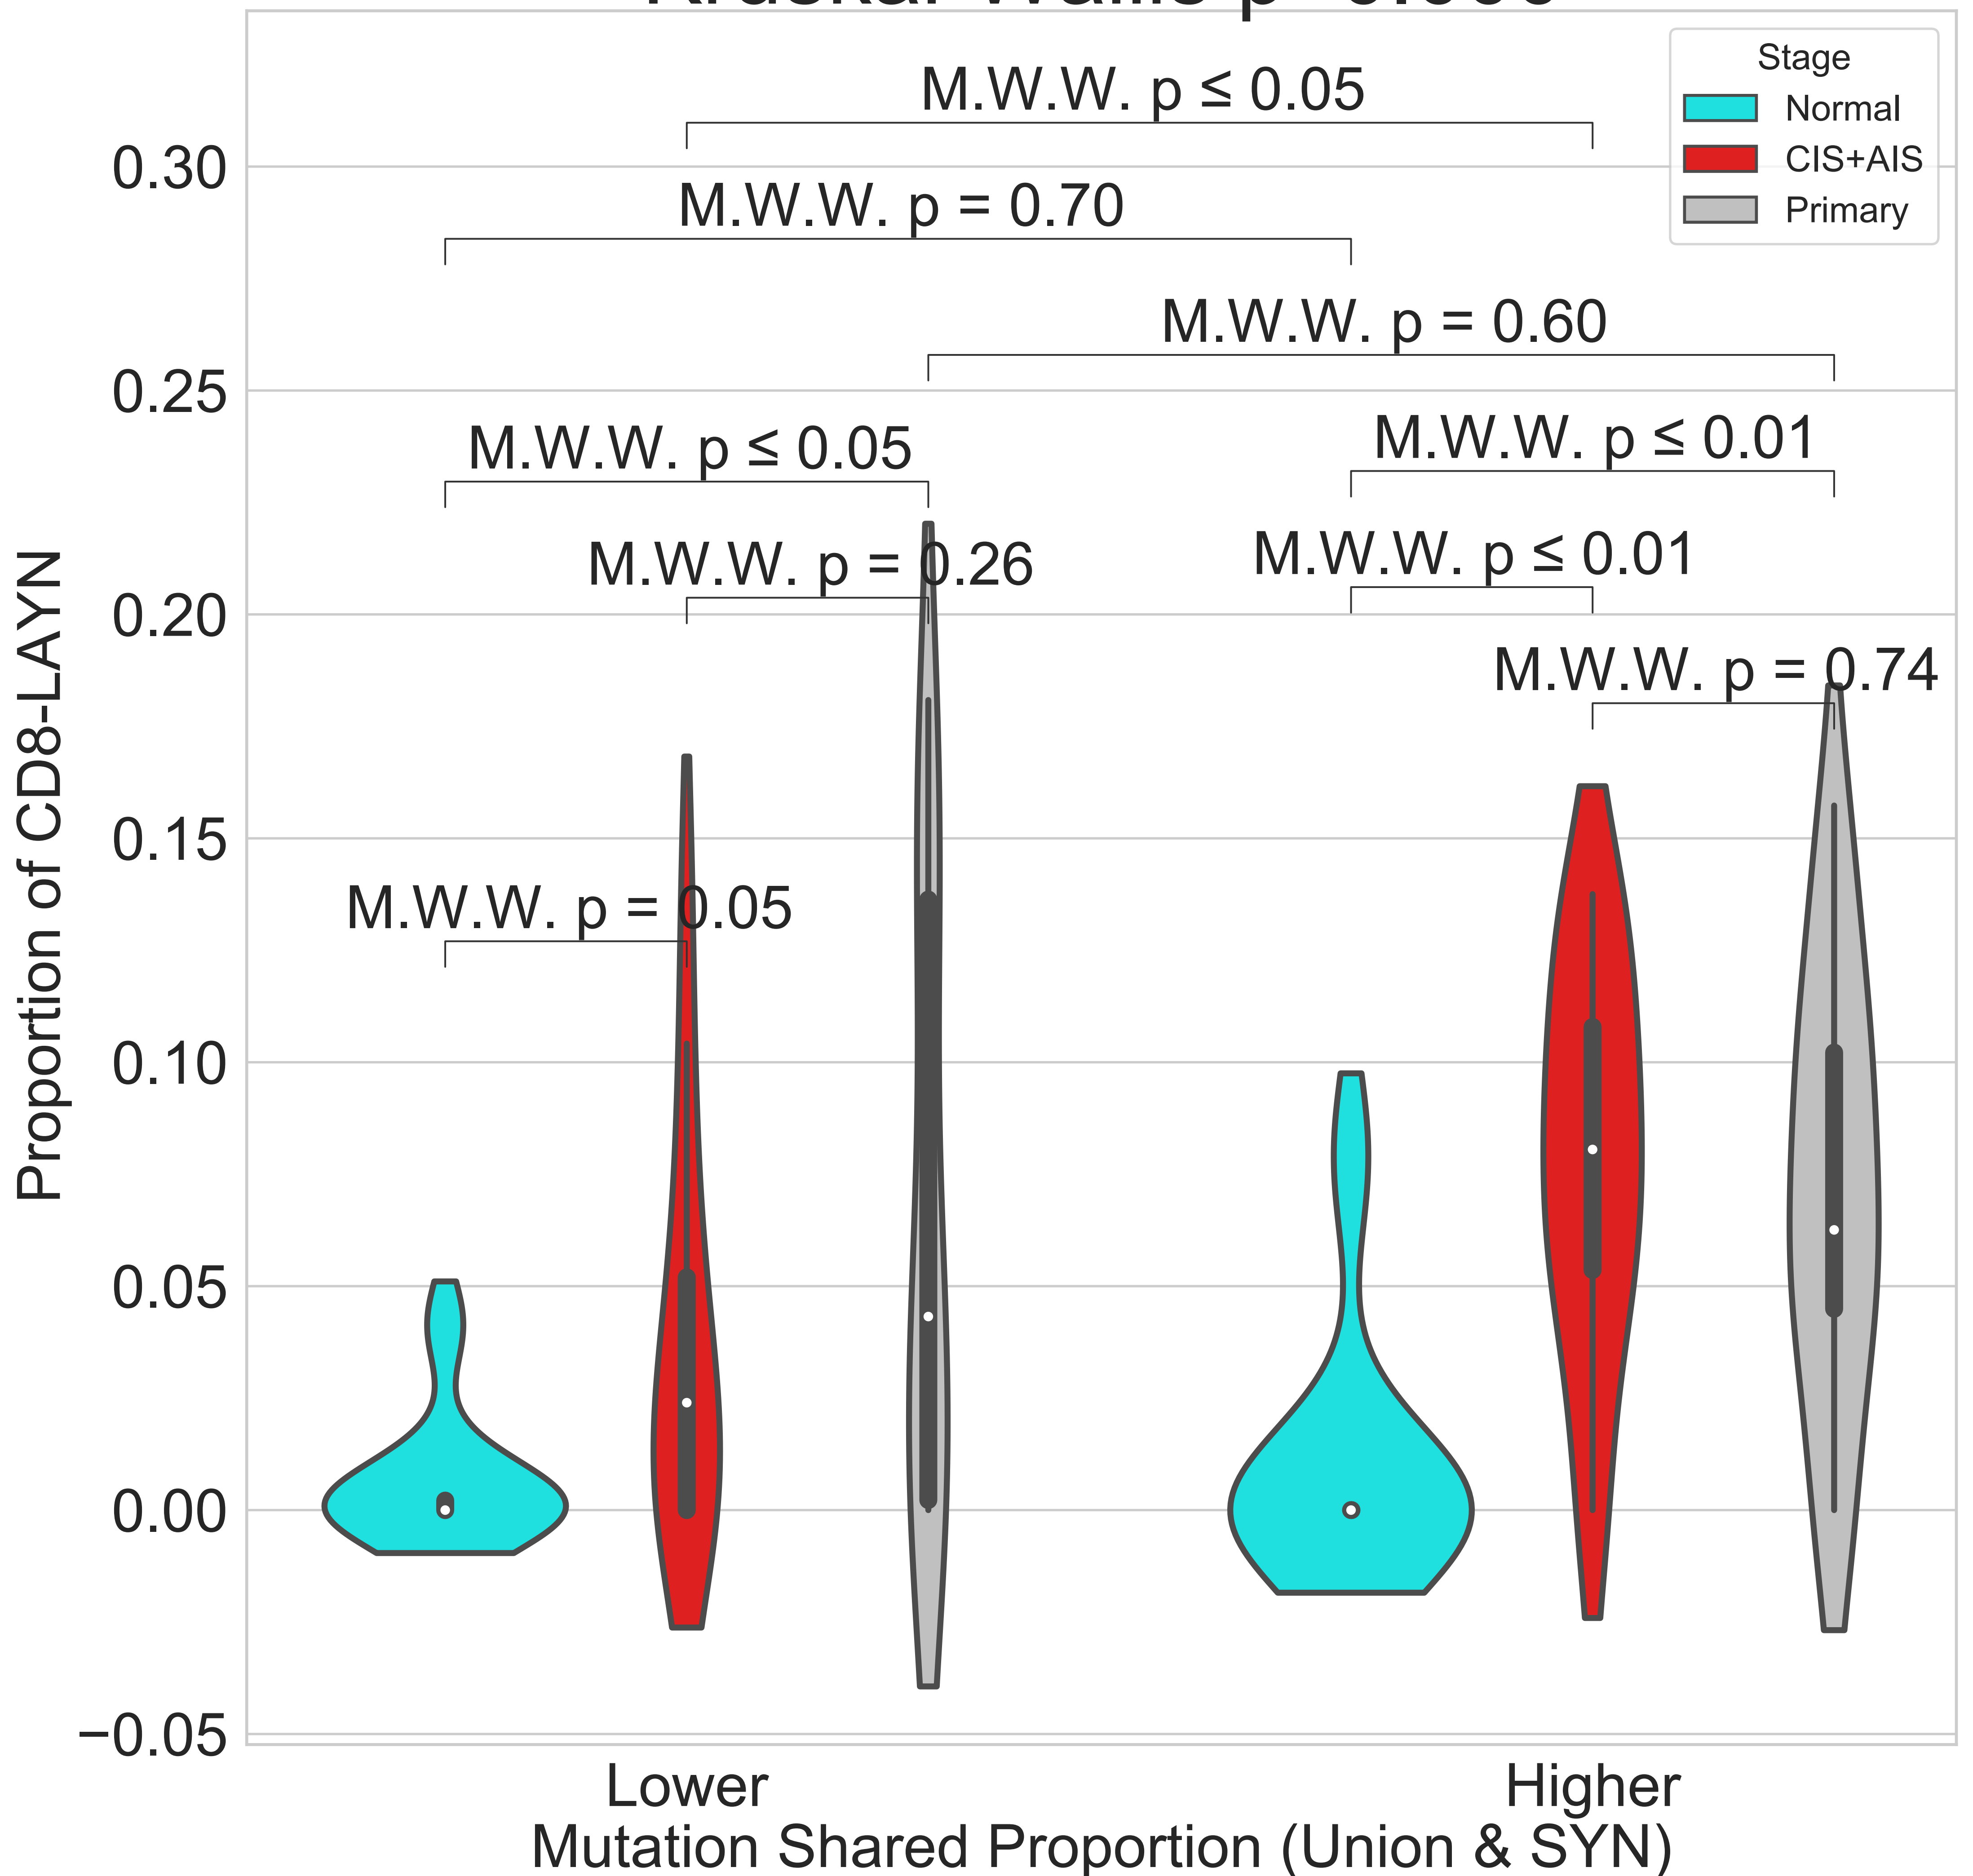 Stage
Normal
CIS+AIS
Primary
M.W.W. p ≤ 0.05
M.W.W. p = 0.70
M.W.W. p = 0.60
M.W.W. p ≤ 0.05
M.W.W. p ≤ 0.01
M.W.W. p = 0.26
M.W.W. p ≤ 0.01
M.W.W. p = 0.74
M.W.W. p = 0.05
0.30
0.25
0.20
0.15
0.10
0.05
0.00
−0.05
Proportion of CD8-LAYN
Lower
Higher
Mutation Shared Proportion (Union & SYN)